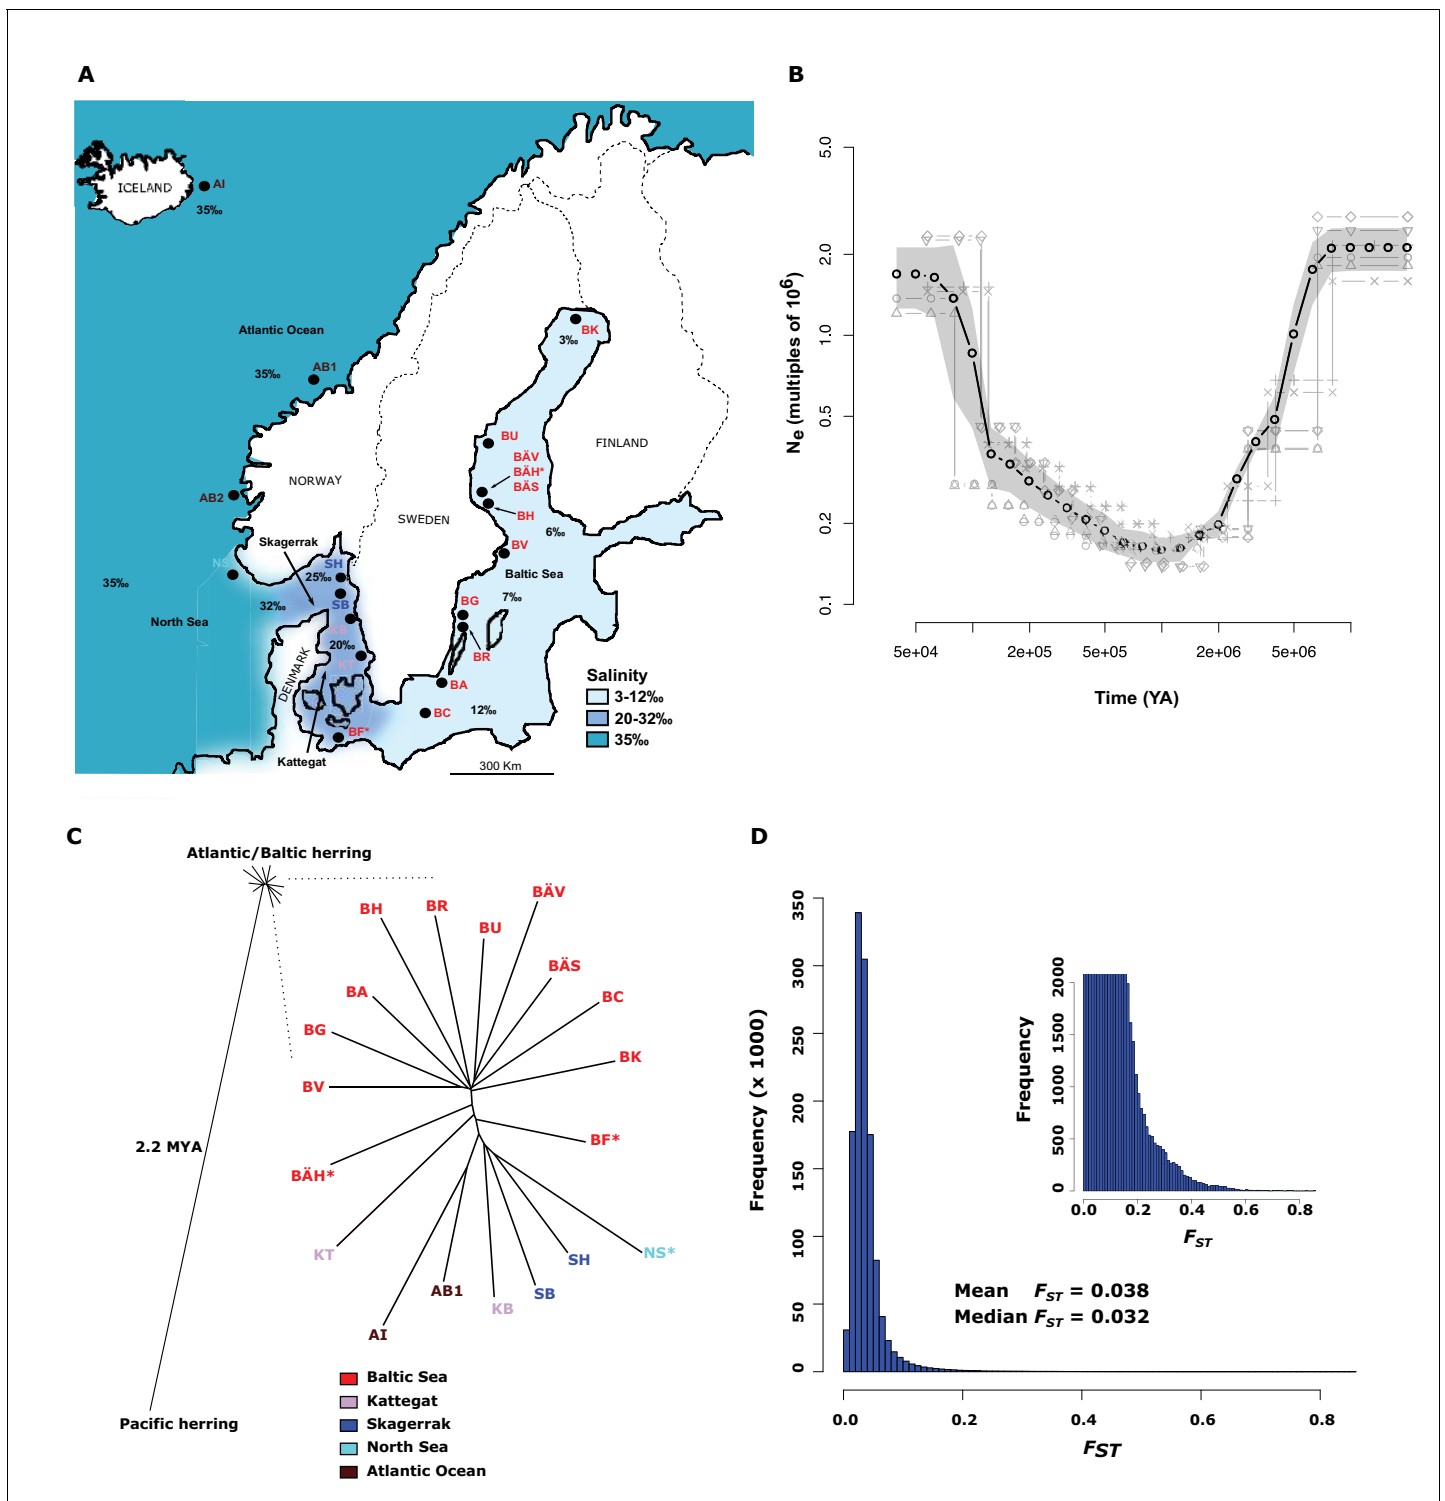 A
ICELAND
AI
35‰
Atlantic Ocean
AB1
35‰
BK
3‰
BU
BÄV
BÄH*
BÄS
BH
FINLAND
NORWAY
AB2
SWEDEN
6‰
BV
Skagerrak
NS
SH
25‰
Baltic Sea
35‰
32‰
SB
7‰
BG
North Sea
KB
20‰
KT
BR
DENMARK
BA
BC
12‰
BF*
Kattegat
300 Km
Salinity
3-12‰
20-32‰
35‰
B
Ne (multiples of 10⁶)
5.0
2.0
1.0
0.5
0.2
0.1
5e+04
2e+05
5e+05
2e+06
5e+06
Time (YA)
C
Atlantic/Baltic herring
2.2 MYA
Pacific herring
BÄV
BH
BR
BU
BÄS
BA
BC
BG
BK
BV
BF*
BÄH*
KT
NS*
SH
AB1
SB
KB
AI
Baltic Sea
Kattegat
Skagerrak
North Sea
Atlantic Ocean
D
Frequency (x 1000)
350
300
250
200
150
100
50
0
0.0 0.2 0.4 0.6 0.8
FST
Mean FST = 0.038
Median FST = 0.032
Frequency
2000
1500
1000
500
0
0.0 0.2 0.4 0.6 0.8
FST